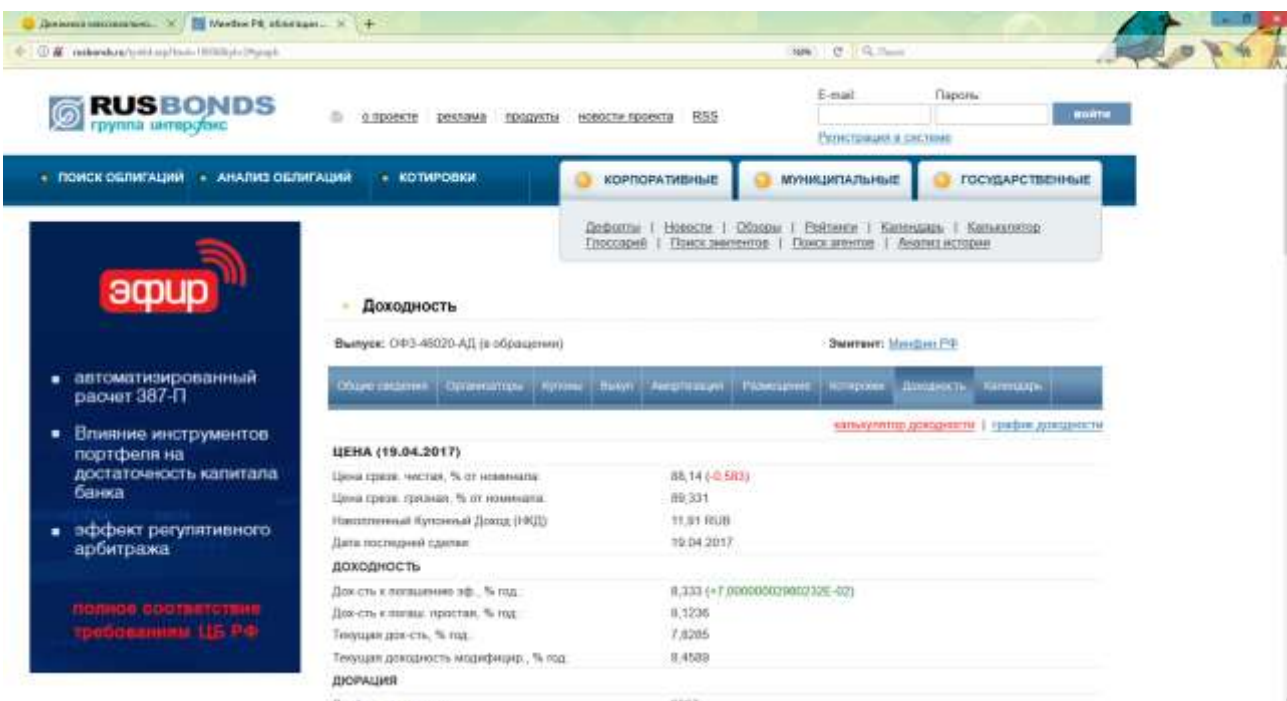 Минфин РФ, облигации...
RUSBONDS
группа интерфакс
о проекте реклама продукты новости проекта RSS
E-mail: Пароль:
войти
Регистрация в системе
ПОИСК ОБЛИГАЦИЙ АНАЛИЗ ОБЛИГАЦИЙ КОТИРОВКИ
КОРПОРАТИВНЫЕ МУНИЦИПАЛЬНЫЕ ГОСУДАРСТВЕННЫЕ
Дефолты | Новости | Обзоры | Рейтинги | Календарь | Калькулятор
Глоссарий | Поиск эмитентов | Поиск агентов | Анализ истории
эфир
автоматизированный
расчет 387-П
Влияние инструментов
портфеля на
достаточность капитала
банка
эффект регулятивного
арбитража
полное соответствие
требованиям ЦБ РФ
Доходность
Выпуск: ОФЗ-46020-АД (в обращении) Эмитент: Минфин РФ
Общие сведения Организаторы Купоны Выкуп Амортизация Размещение Котировки Доходность Календарь
калькулятор доходности | график доходности
ЦЕНА (19.04.2017)
Цена срвзв. чистая, % от номинала: 88,14 (-0,583)
Цена срвзв. грязная, % от номинала: 89,331
Накопленный Купонный Доход (НКД): 11,91 RUB
Дата последней сделки: 19.04.2017
ДОХОДНОСТЬ
Дох-сть к погашению эф., % год.: 8,333 (+7,00000002980232E-02)
Дох-сть к погаш. простая, % год.: 8,1236
Текущая дох-сть, % год.: 7,8285
Текущая доходность модифицир., % год.: 8,4589
ДЮРАЦИЯ